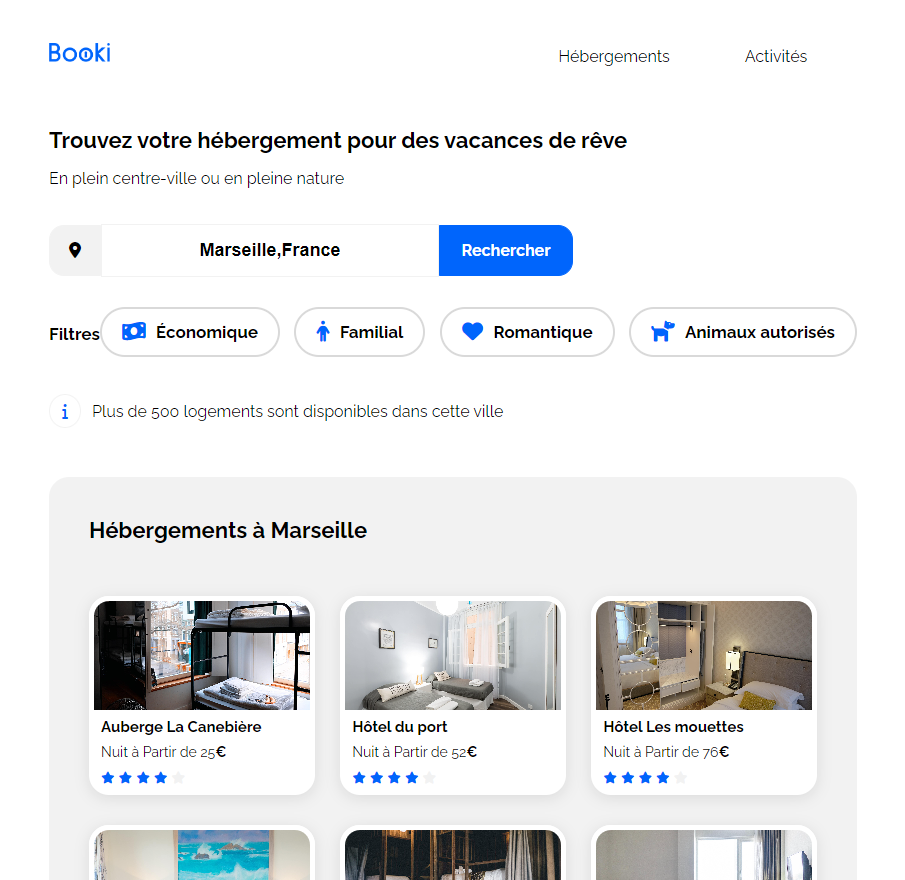 Booki
Hébergements
Activités
Trouvez votre hébergement pour des vacances de rêve
En plein centre-ville ou en pleine nature
Marseille,France
Rechercher
Filtres
Économique
Familial
Romantique
Animaux autorisés
Plus de 500 logements sont disponibles dans cette ville
Hébergements à Marseille
Auberge La Canebière
Nuit à Partir de 25€
Hôtel du port
Nuit à Partir de 52€
Hôtel Les mouettes
Nuit à Partir de 76€